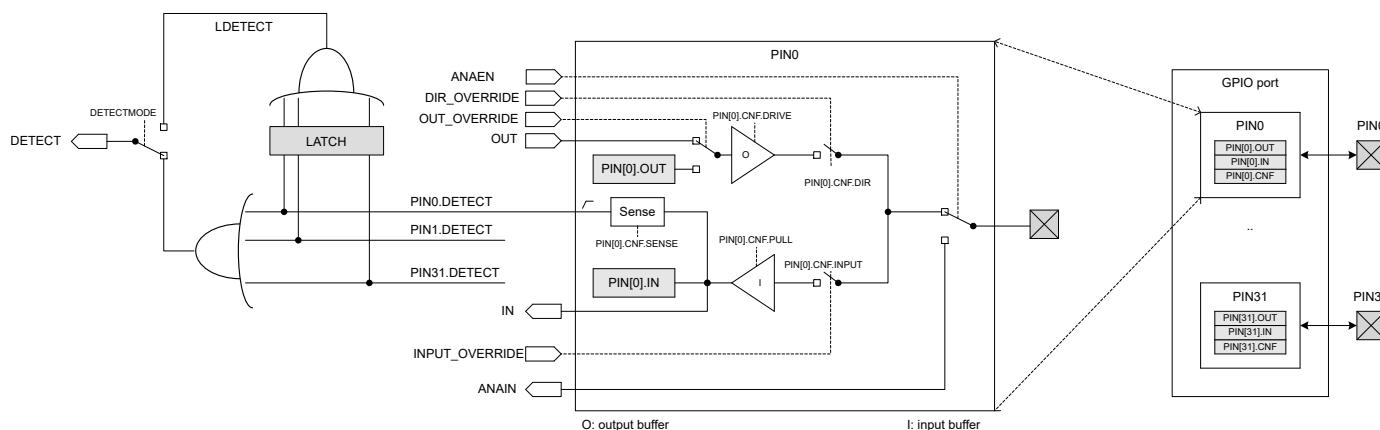 LDETECT
PIN0
ANAEN
GPIO port
DIR_OVERRIDE
DETECTMODE
OUT_OVERRIDE
PIN[0].CNF.DRIVE
PIN0
DETECT
LATCH
OUT
O
PIN[0].OUT
PIN[0].OUT
PIN[0].IN
PIN[0].CNF
PIN[0].CNF.DIR
PIN0.DETECT
Sense
PIN1.DETECT
PIN[0].CNF.SENSE
PIN[0].CNF.PULL
..
PIN[0].CNF.INPUT
PIN31.DETECT
PIN[0].IN
I
PIN31
IN
PIN[31].OUT
PIN[31].IN
PIN[31].CNF
INPUT_OVERRIDE
ANAIN
O: output buffer
I: input buffer